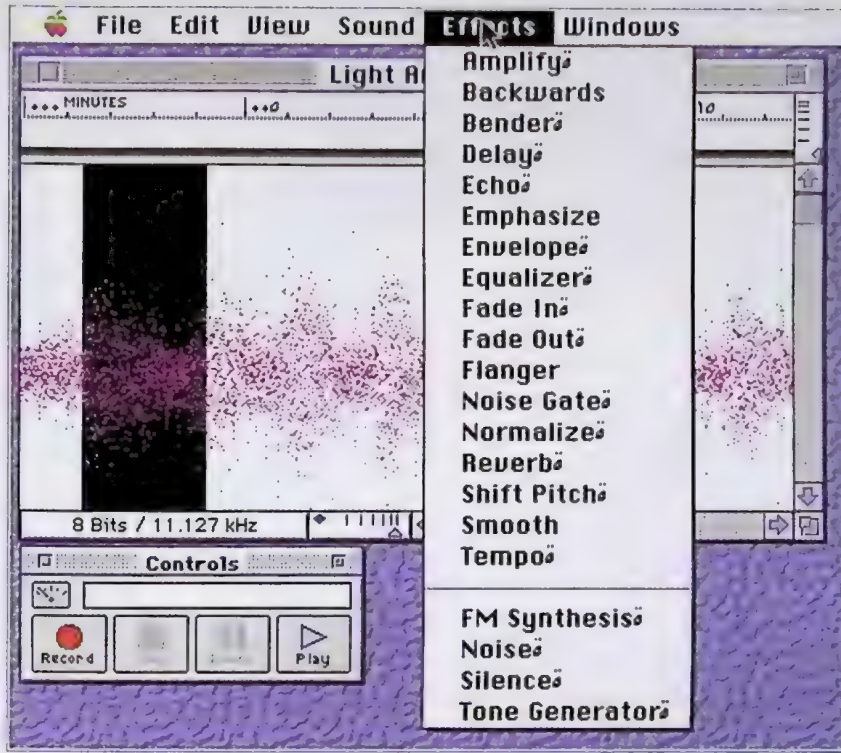 File Edit View Sound Effects Windows
Light
MINUTES
Amplify…
Backwards
Bender…
Delay…
Echo…
Emphasize
Envelope…
Equalizer…
Fade In…
Fade Out…
Flanger
Noise Gate…
Normalize…
Reverb…
Shift Pitch…
Smooth
Tempo…
FM Synthesis…
Noise…
Silence…
Tone Generator…
8 Bits / 11.127 kHz
Controls
Record Play